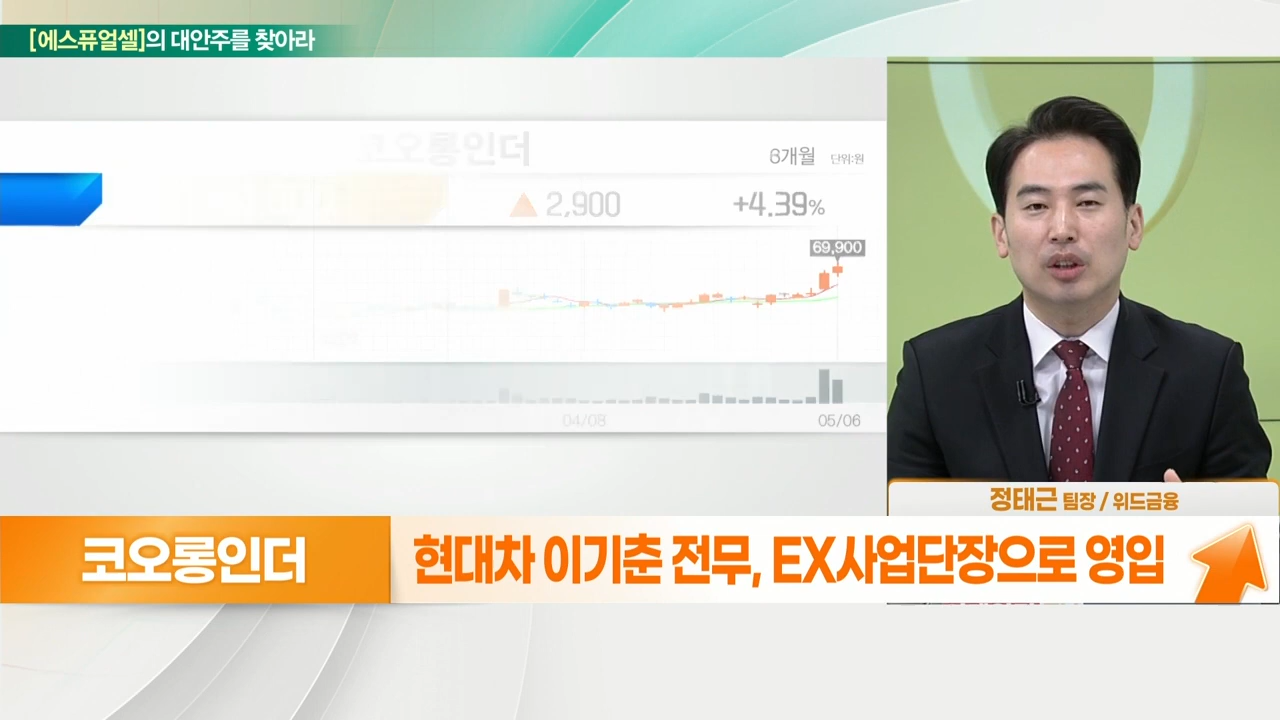 [에스퓨얼셀]의 대안주를 찾아라
코오롱인더
6개월 단위:원
▲ 2,900 +4.39%
69,900
04/08 05/06
정태근 팀장 / 위드금융
코오롱인더
현대차 이기춘 전무, EX사업단장으로 영입